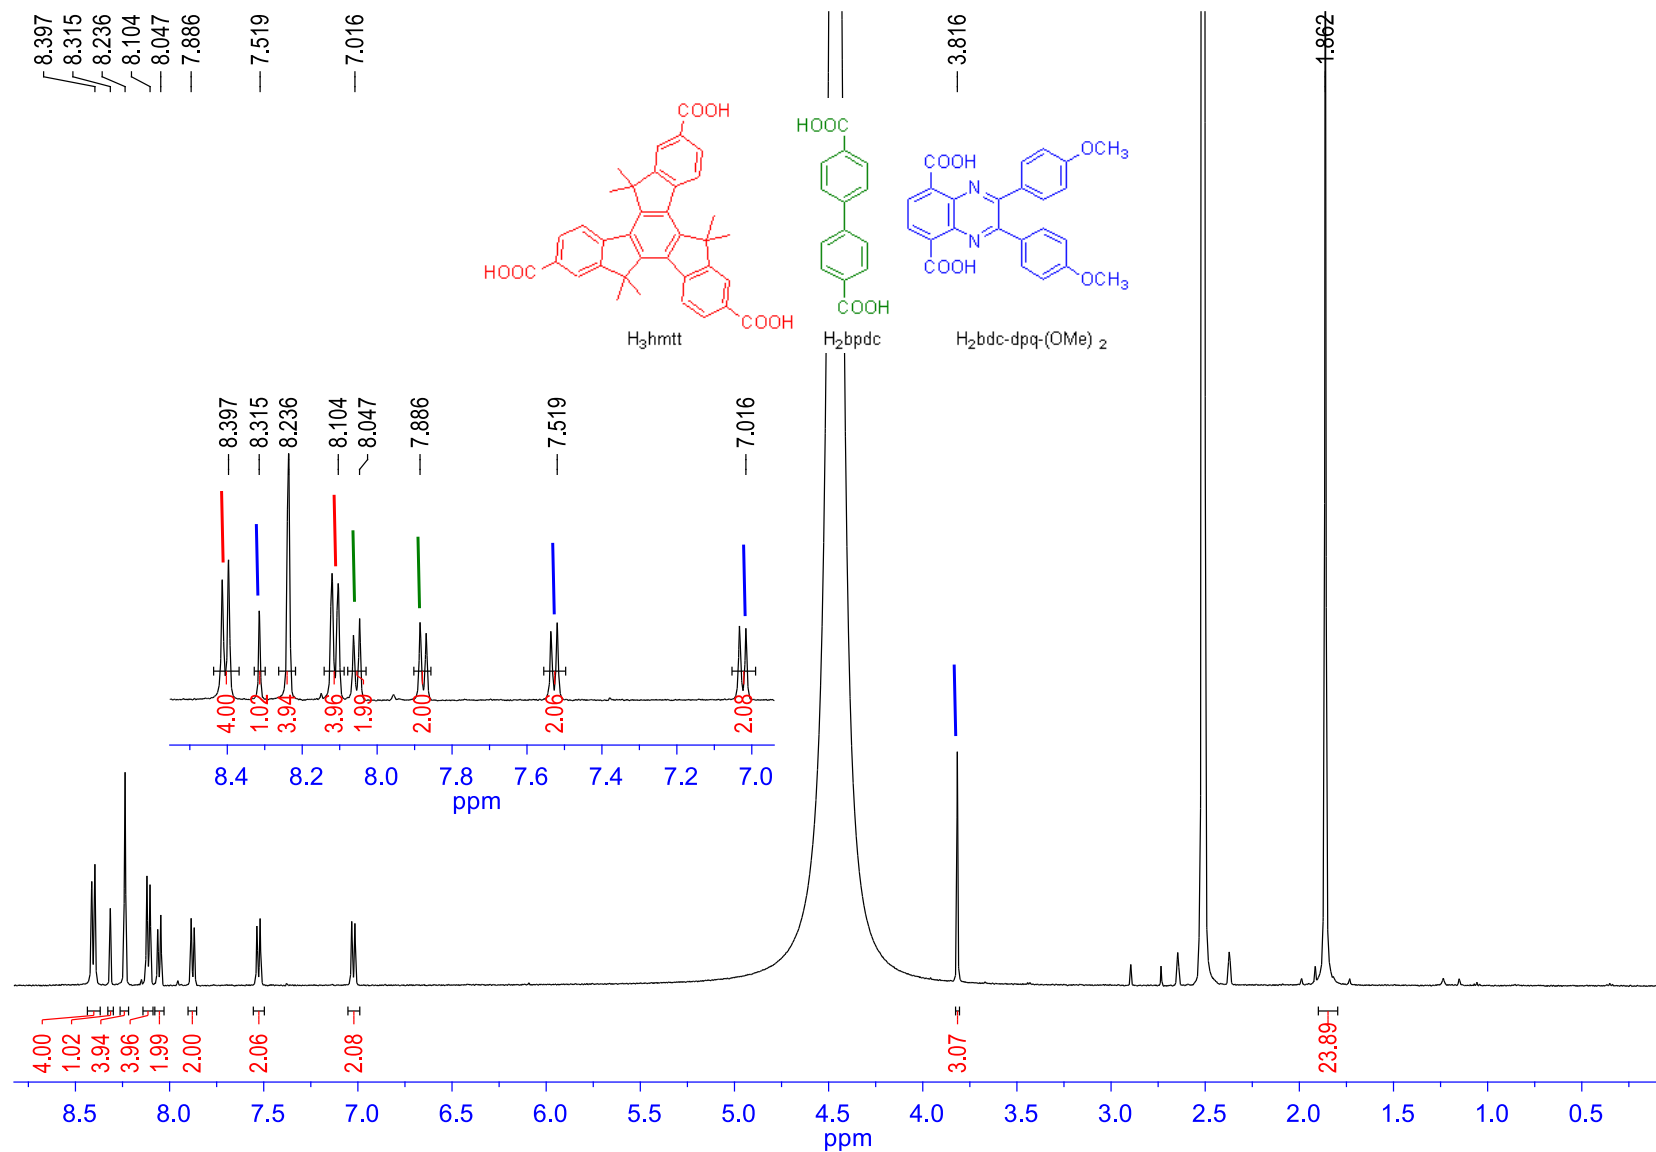 8.397
8.315
8.236
8.104
8.047
7.886
7.519
7.016
3.816
1.862
COOH
HOOC
COOH
HOOC
COOH
H3hmtt
H2bpdc
COOH
COOH
N
N
OCH3
OCH3
H2bdc-dpq-(OMe) 2
8.397
8.315
8.236
8.104
8.047
7.886
7.519
7.016
4.00
1.02
3.94
3.96
1.99
2.00
2.06
2.08
8.4 8.2 8.0 7.8 7.6 7.4 7.2 7.0
ppm
4.00
1.02
3.94
3.96
1.99
2.00
2.06
2.08
3.07
23.89
8.5 8.0 7.5 7.0 6.5 6.0 5.5 5.0 4.5 4.0 3.5 3.0 2.5 2.0 1.5 1.0 0.5
ppm